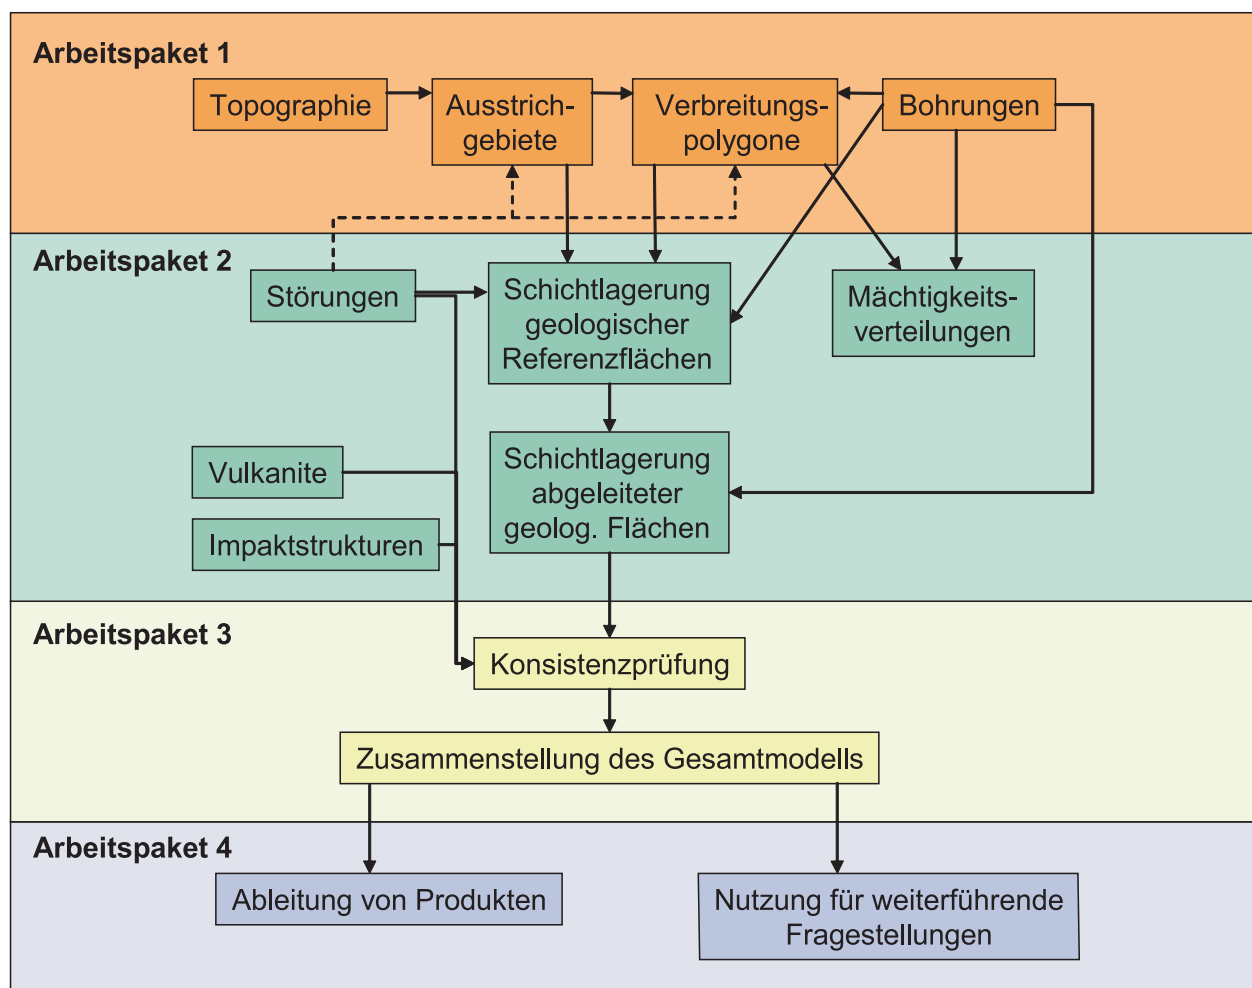 Arbeitspaket 1
Topographie
Ausstrich-
gebiete
Verbreitungs-
polygone
Bohrungen
Arbeitspaket 2
Störungen
Schichtlagerung
geologischer
Referenzflächen
Mächtigkeits-
verteilungen
Vulkanite
Schichtlagerung
abgeleiteter
geolog. Flächen
Impaktstrukturen
Arbeitspaket 3
Konsistenzprüfung
Zusammenstellung des Gesamtmodells
Arbeitspaket 4
Ableitung von Produkten
Nutzung für weiterführende
Fragestellungen